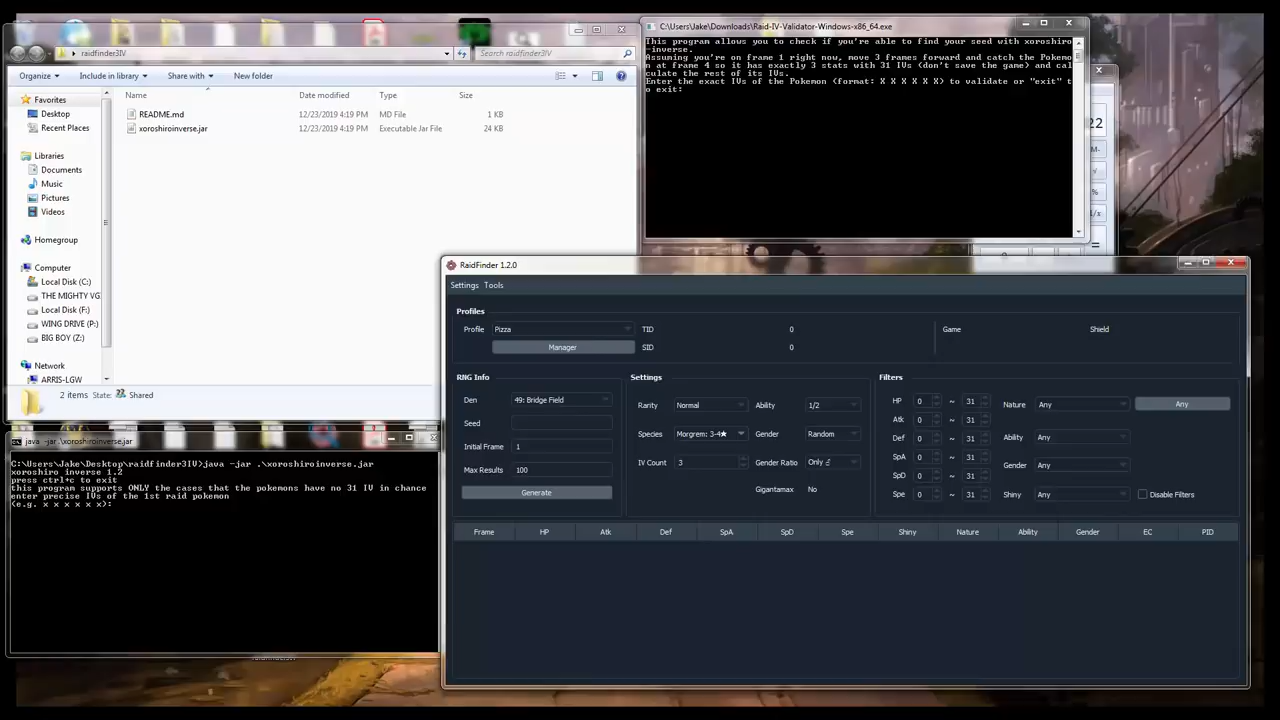 raidfinder3IV
Search raidfinder3IV
Organize Include in library Share with New folder
Name Date modified Type Size
README.md 12/23/2019 4:19 PM MD File 1 KB
xoroshiroinverse.jar 12/23/2019 4:19 PM Executable Jar File 24 KB
Favorites
Desktop
Recent Places
Libraries
Documents
Music
Pictures
Videos
Homegroup
Computer
Local Disk (C:)
THE MIGHTY VG
Local Disk (F:)
WING DRIVE (P:)
BIG BOY (Z:)
Network
ARRIS-LGW
2 items State: Shared
C:\Users\Jake\Downloads\Raid-IV-Validator-Windows-x86_64.exe
This program allows you to check if you're able to find your seed with xoroshiro
-inverse.
Assuming you're on frame 1 right now, move 3 frames forward and catch the Pokemo
n at frame 4 so it has exactly 3 stats with 31 IVs (don't save the game) and cal
culate the rest of its IVs.
Enter the exact IVs of the Pokemon (format: X X X X X X) to validate or "exit" t
o exit:
22
M-
%
1/x
=
java -jar .\xoroshiroinverse.jar
C:\Users\Jake\Desktop\raidfinder3IV>java -jar .\xoroshiroinverse.jar
xoroshiro inverse 1.2
press ctrl+c to exit
this program supports ONLY the cases that the pokemons have no 31 IV in chance
enter precise IVs of the 1st raid pokemon
(e.g. x x x x x x):
RaidFinder 1.2.0
Settings Tools
Profiles
Profile Pizza TID 0 Game Shield
Manager SID 0
RNG Info
Den 49: Bridge Field
Seed
Initial Frame 1
Max Results 100
Generate
Settings
Rarity Normal Ability 1/2
Species Morgrem: 3-4★ Gender Random
IV Count 3 Gender Ratio Only ♂
Gigantamax No
Filters
HP 0 ~ 31 Nature Any Any
Atk 0 ~ 31
Def 0 ~ 31 Ability Any
SpA 0 ~ 31 Gender Any
SpD 0 ~ 31
Spe 0 ~ 31 Shiny Any Disable Filters
Frame HP Atk Def SpA SpD Spe Shiny Nature Ability Gender EC PID